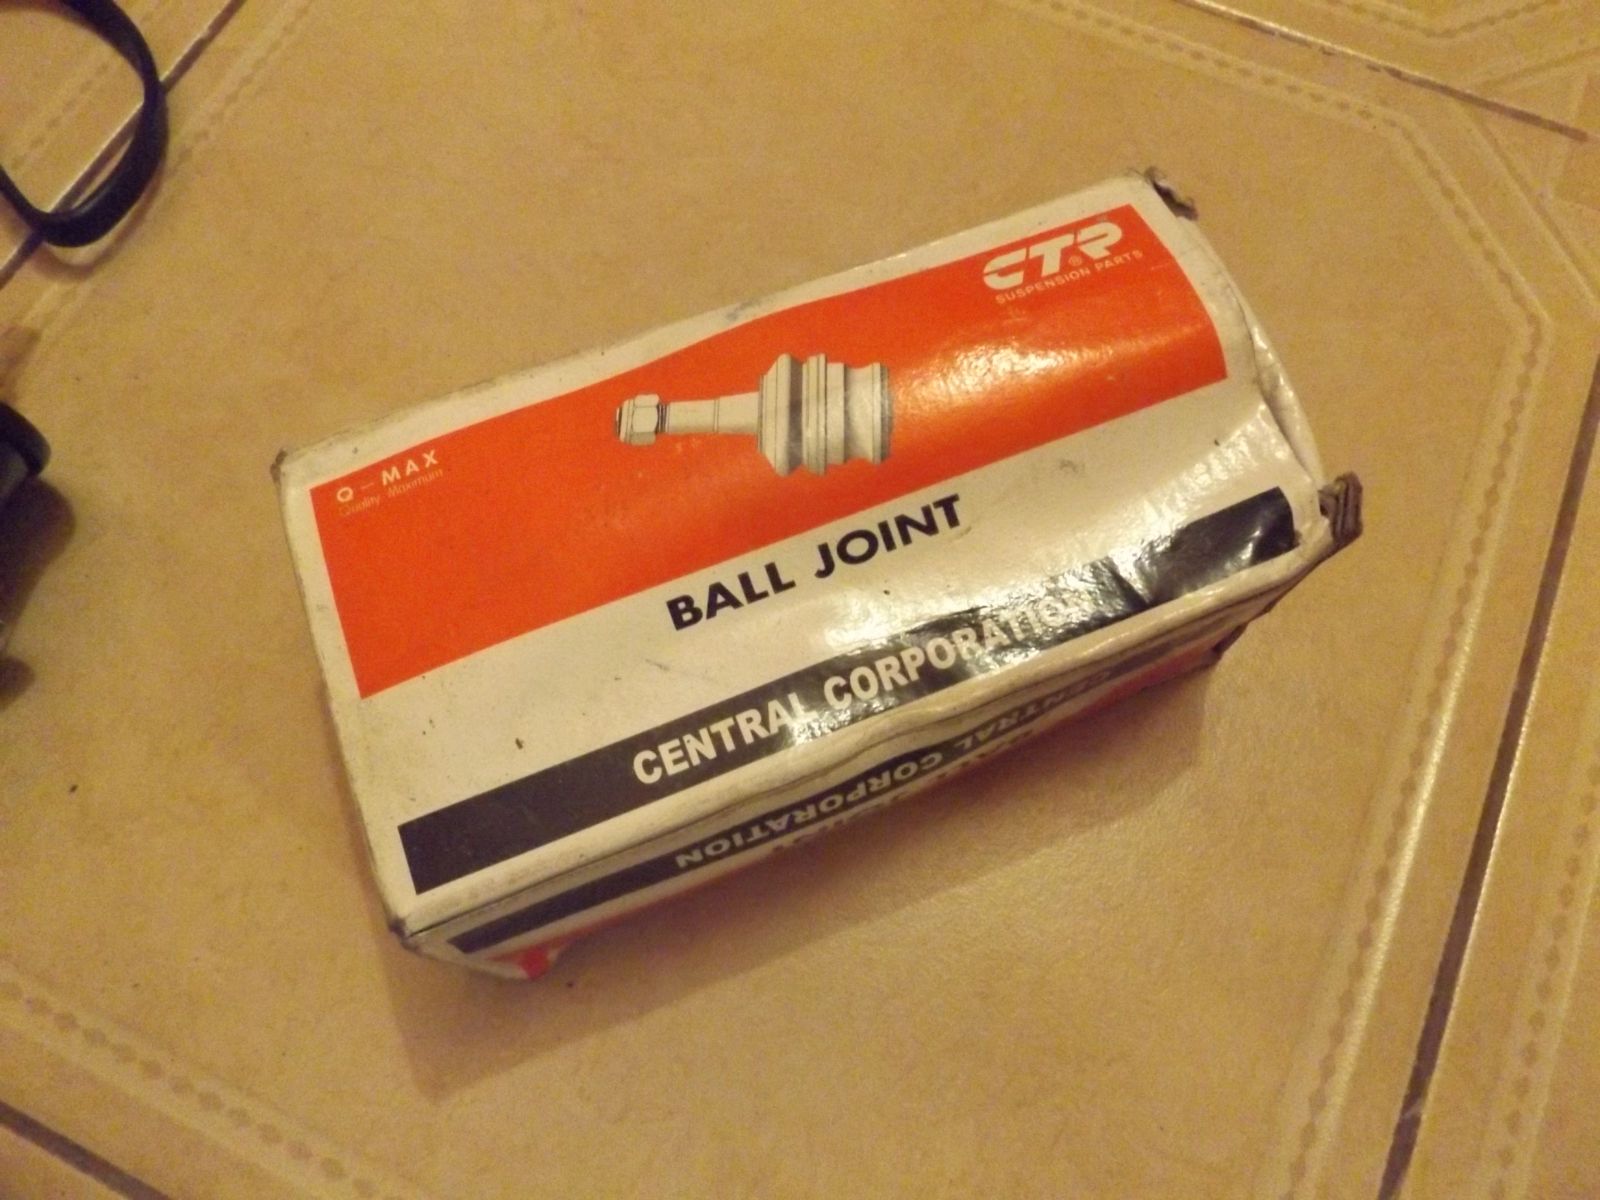 CTR®
SUSPENSION PARTS
Q-MAX
Quality Maximum
BALL JOINT
CENTRAL CORPORATION
CENTRAL CORPORATION